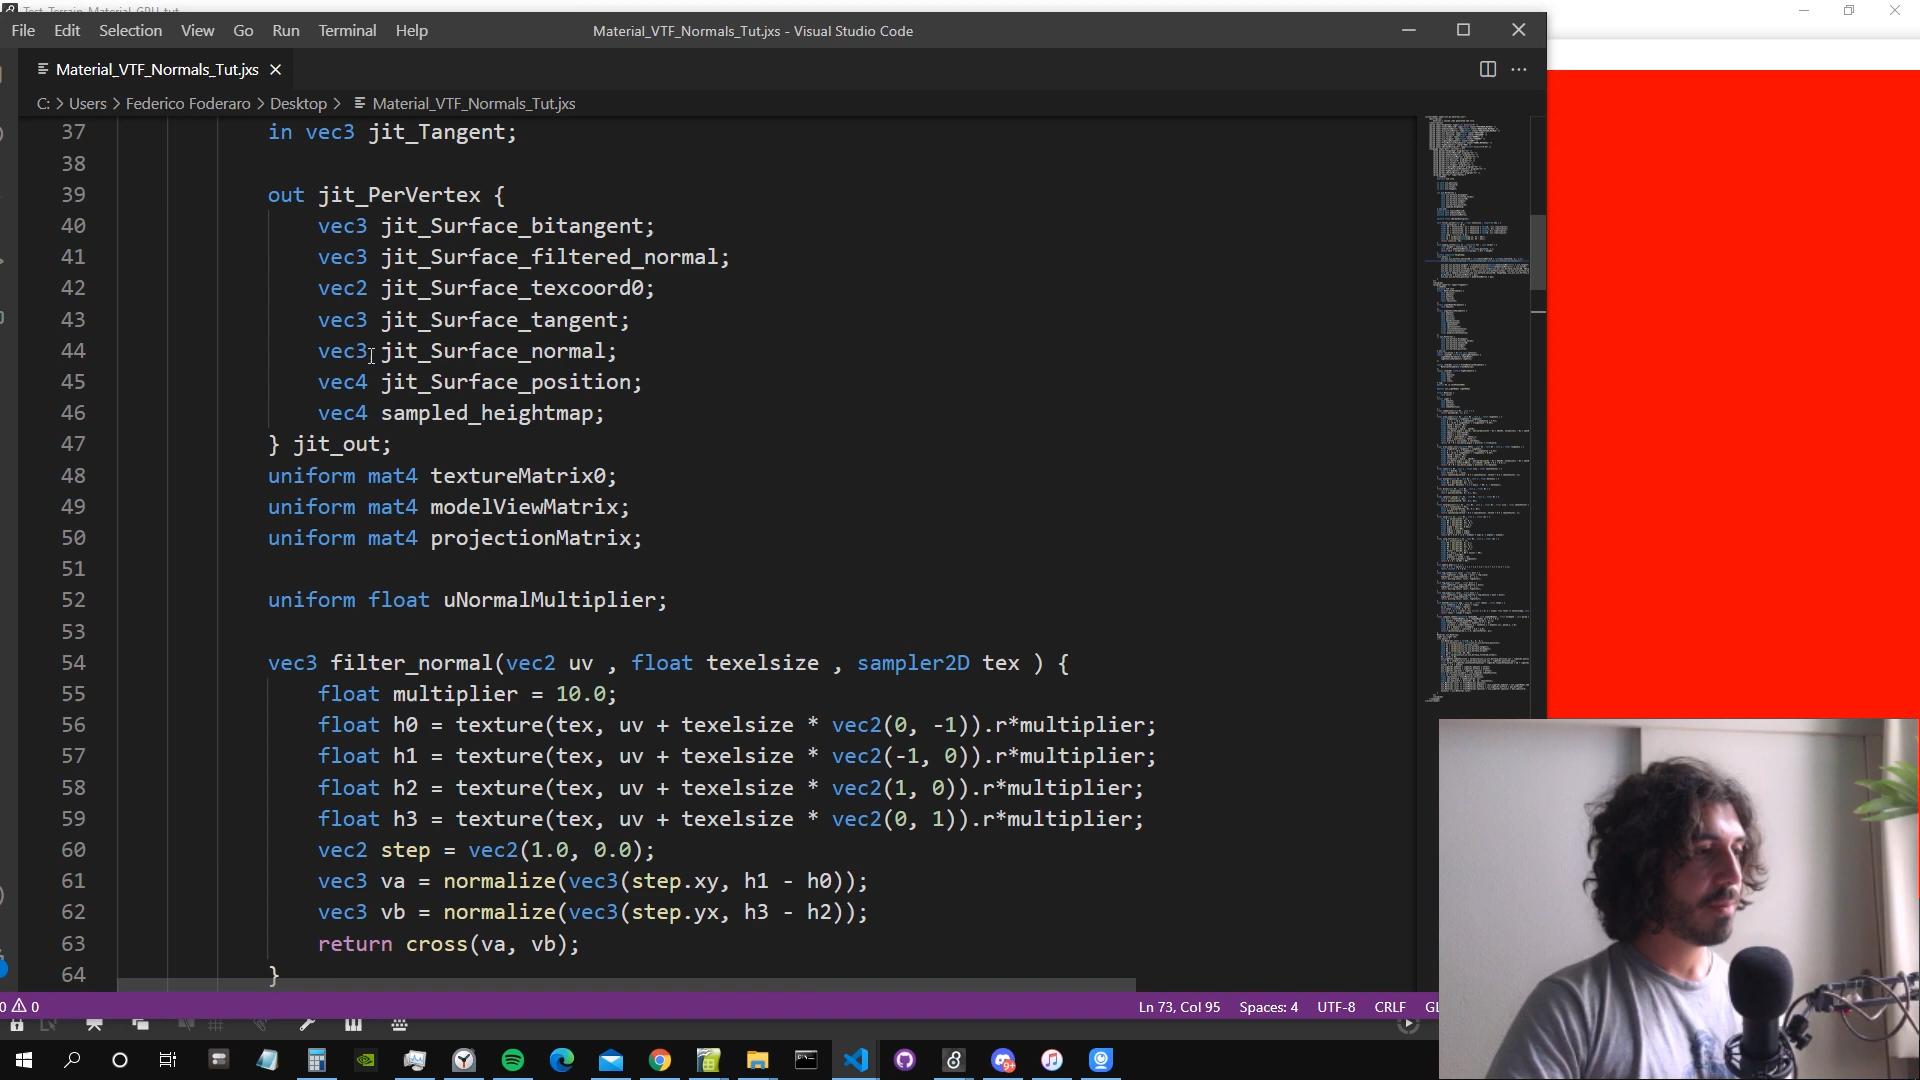 File Edit Selection View Go Run Terminal Help
Material_VTF_Normals_Tut.jxs - Visual Studio Code
Material_VTF_Normals_Tut.jxs
C: > Users > Federico Foderaro > Desktop > Material_VTF_Normals_Tut.jxs
37 in vec3 jit_Tangent;
38
39 out jit_PerVertex {
40 vec3 jit_Surface_bitangent;
41 vec3 jit_Surface_filtered_normal;
42 vec2 jit_Surface_texcoord0;
43 vec3 jit_Surface_tangent;
44 vec3 jit_Surface_normal;
45 vec4 jit_Surface_position;
46 vec4 sampled_heightmap;
47 } jit_out;
48 uniform mat4 textureMatrix0;
49 uniform mat4 modelViewMatrix;
50 uniform mat4 projectionMatrix;
51
52 uniform float uNormalMultiplier;
53
54 vec3 filter_normal(vec2 uv , float texelsize , sampler2D tex ) {
55 float multiplier = 10.0;
56 float h0 = texture(tex, uv + texelsize * vec2(0, -1)).r*multiplier;
57 float h1 = texture(tex, uv + texelsize * vec2(-1, 0)).r*multiplier;
58 float h2 = texture(tex, uv + texelsize * vec2(1, 0)).r*multiplier;
59 float h3 = texture(tex, uv + texelsize * vec2(0, 1)).r*multiplier;
60 vec2 step = vec2(1.0, 0.0);
61 vec3 va = normalize(vec3(step.xy, h1 - h0));
62 vec3 vb = normalize(vec3(step.yx, h3 - h2));
63 return cross(va, vb);
64 }
0 0 Ln 73, Col 95 Spaces: 4 UTF-8 CRLF